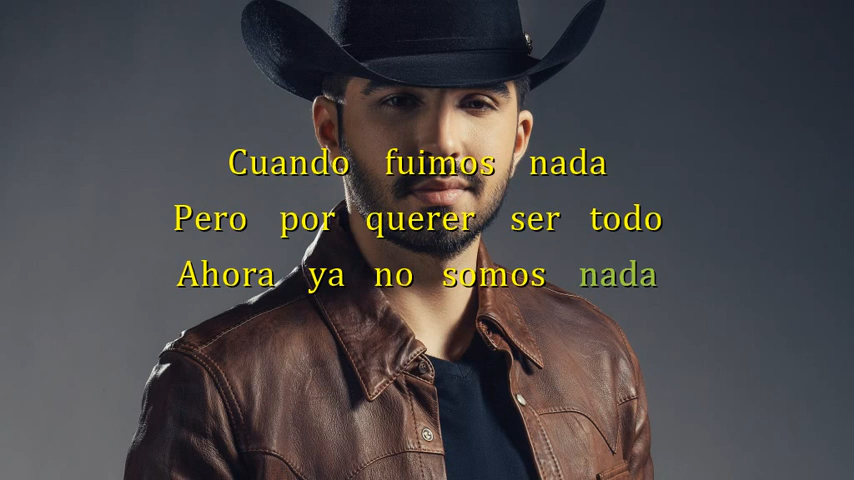 Cuando fuimos nada
Pero por querer ser todo
Ahora ya no somos nada